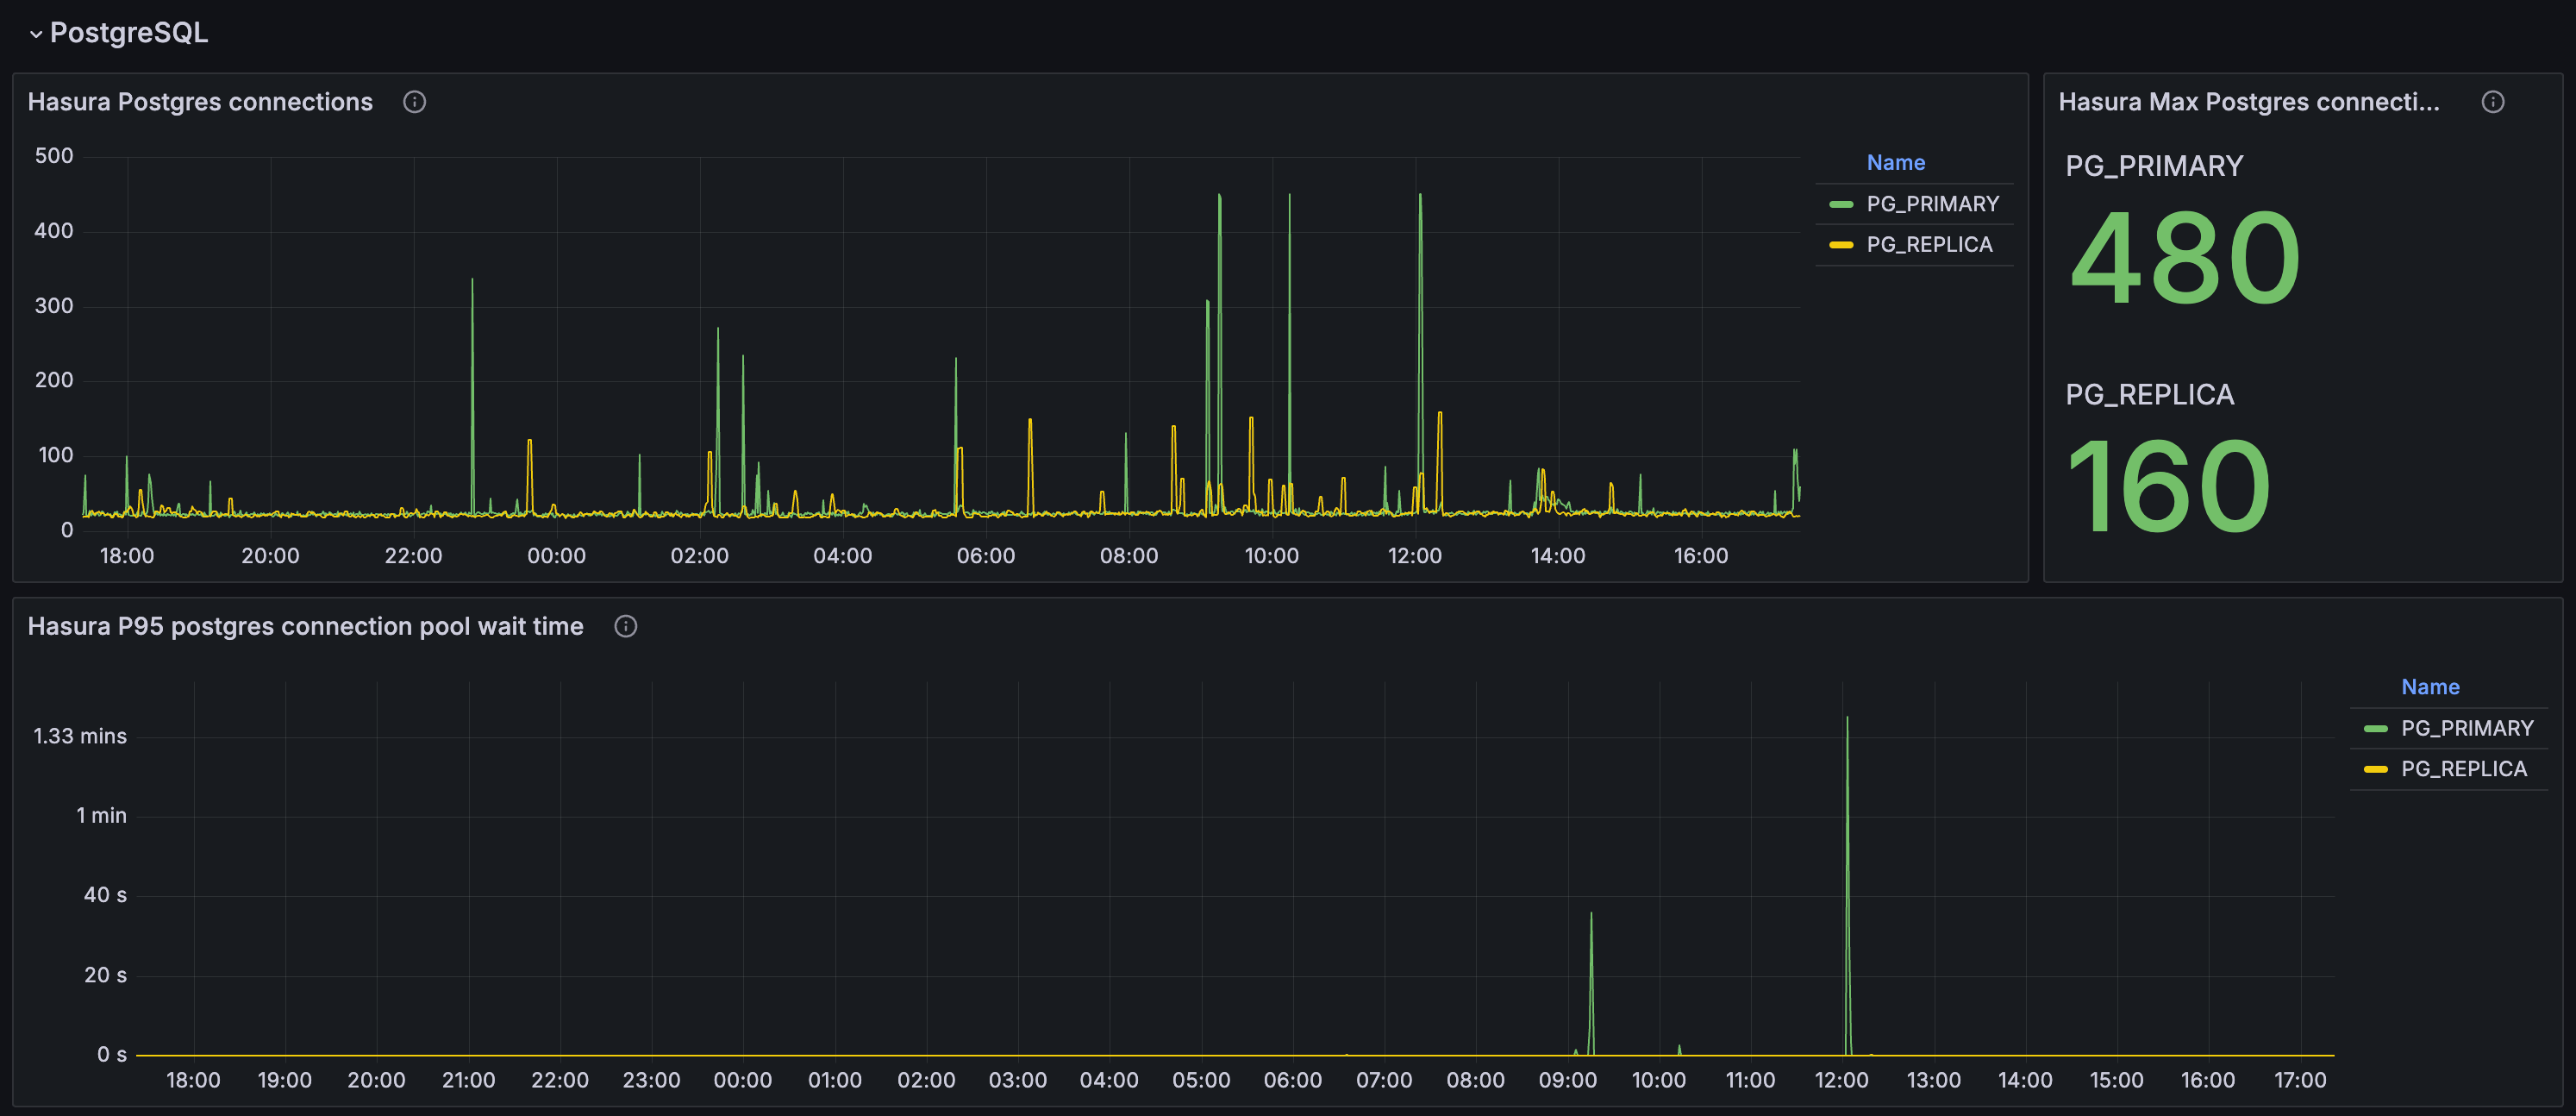 PostgreSQL
Hasura Postgres connections
500
400
300
200
100
0
18:00 20:00 22:00 00:00 02:00 04:00 06:00 08:00 10:00 12:00 14:00 16:00
Name
PG_PRIMARY
PG_REPLICA
Hasura Max Postgres connecti...
PG_PRIMARY
480
PG_REPLICA
160
Hasura P95 postgres connection pool wait time
1.33 mins
1 min
40 s
20 s
0 s
18:00 19:00 20:00 21:00 22:00 23:00 00:00 01:00 02:00 03:00 04:00 05:00 06:00 07:00 08:00 09:00 10:00 11:00 12:00 13:00 14:00 15:00 16:00 17:00
Name
PG_PRIMARY
PG_REPLICA